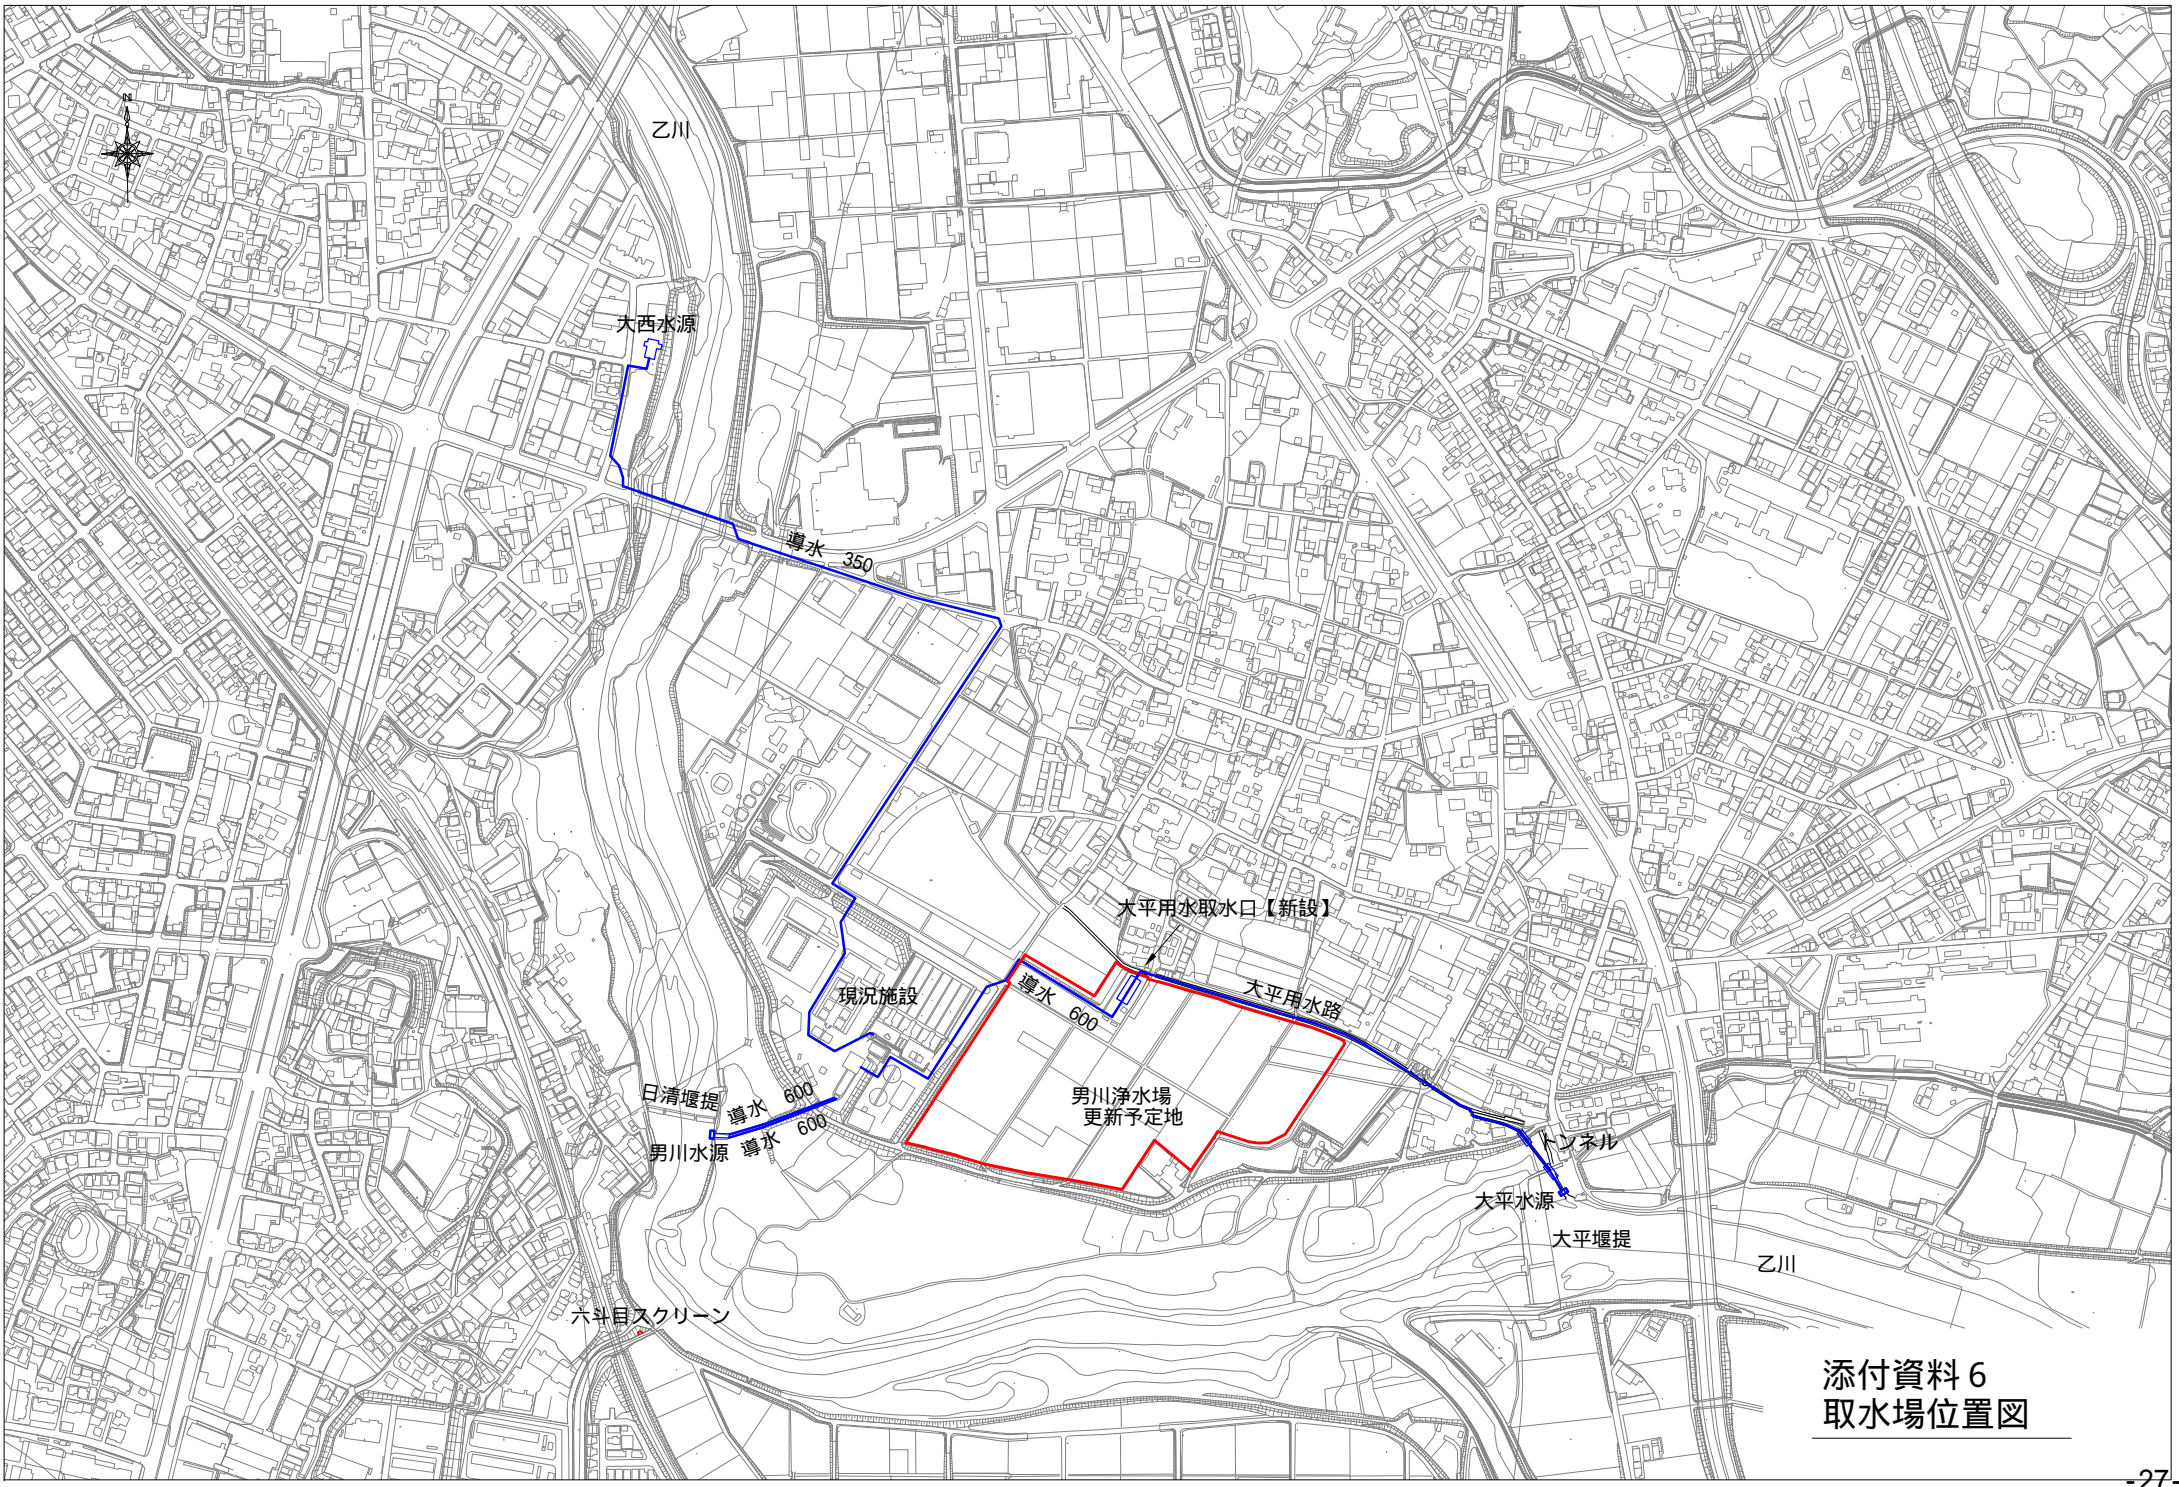 乙川
大西水源
導水 350
大平用水取水口【新設】
現況施設
導水 600
大平用水路
男川浄水場
更新予定地
日清堰提
導水 600
導水 600
男川水源
トンネル
大平水源
大平堰提
乙川
六斗目スクリーン
添付資料6
取水場位置図
-27-